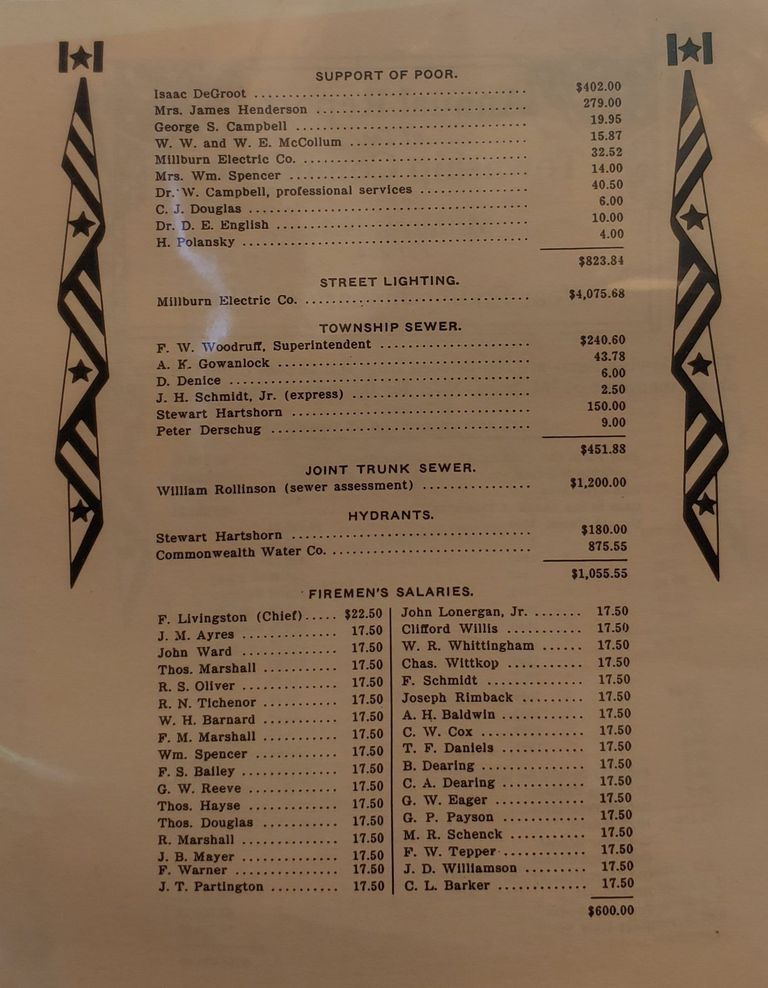 SUPPORT OF POOR.
Isaac DeGroot ........ $402.00
Mrs. James Henderson ........ 279.00
George S. Campbell ........ 19.95
W. W. and W. E. McCollum ........ 15.87
Millburn Electric Co. ........ 32.52
Mrs. Wm. Spencer ........ 14.00
Dr. W. Campbell, professional services ........ 40.50
C. J. Douglas ........ 6.00
Dr. D. E. English ........ 10.00
H. Polansky ........ 4.00
$823.84
STREET LIGHTING.
Millburn Electric Co. ........ $4,075.68
TOWNSHIP SEWER.
F. W. Woodruff, Superintendent ........ $240.60
A. K. Gowanlock ........ 43.78
D. Denice ........ 6.00
J. H. Schmidt, Jr. (express) ........ 2.50
Stewart Hartshorn ........ 150.00
Peter Derschug ........ 9.00
$451.88
JOINT TRUNK SEWER.
William Rollinson (sewer assessment) ........ $1,200.00
HYDRANTS.
Stewart Hartshorn ........ $180.00
Commonwealth Water Co. ........ 875.55
$1,055.55
FIREMEN'S SALARIES.
F. Livingston (Chief) ..... $22.50
J. M. Ayres ........ 17.50
John Ward ........ 17.50
Thos. Marshall ........ 17.50
R. S. Oliver ........ 17.50
R. N. Tichenor ........ 17.50
W. H. Barnard ........ 17.50
F. M. Marshall ........ 17.50
Wm. Spencer ........ 17.50
F. S. Bailey ........ 17.50
G. W. Reeve ........ 17.50
Thos. Hayse ........ 17.50
Thos. Douglas ........ 17.50
R. Marshall ........ 17.50
J. B. Mayer ........ 17.50
F. Warner ........ 17.50
J. T. Partington ........ 17.50
John Lonergan, Jr. ........ 17.50
Clifford Willis ........ 17.50
W. R. Whittingham ...... 17.50
Chas. Wittkop ........ 17.50
F. Schmidt ........ 17.50
Joseph Rimback ........ 17.50
A. H. Baldwin ........ 17.50
C. W. Cox ........ 17.50
T. F. Daniels ........ 17.50
B. Dearing ........ 17.50
C. A. Dearing ........ 17.50
G. W. Eager ........ 17.50
G. P. Payson ........ 17.50
M. R. Schenck ........ 17.50
F. W. Tepper ........ 17.50
J. D. Williamson ........ 17.50
C. L. Barker ........ 17.50
$600.00